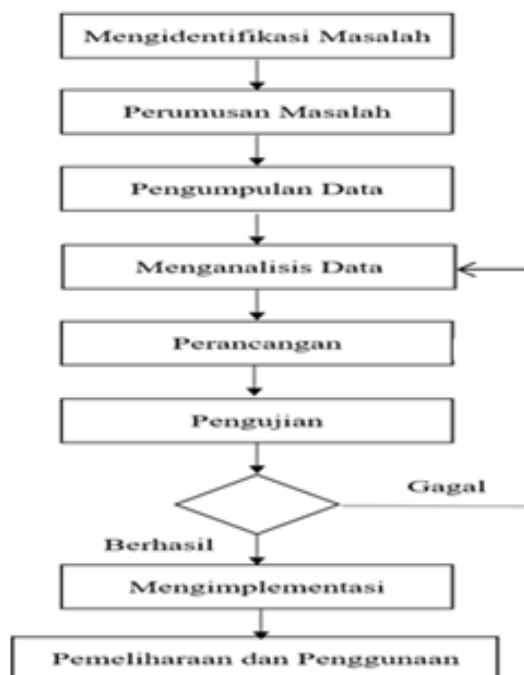 Mengidentifikasi Masalah
Perumusan Masalah
Pengumpulan Data
Menganalisis Data
Perancangan
Pengujian
Gagal
Berhasil
Mengimplementasi
Pemeliharaan dan Penggunaan